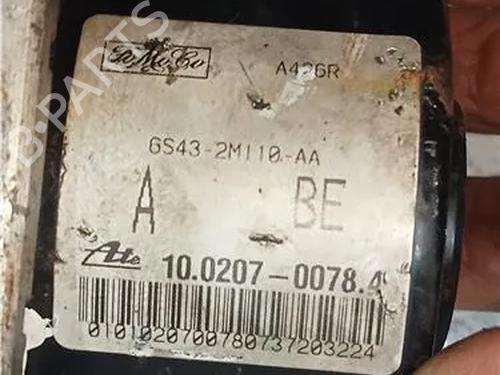 FoMoCo A426R
6S43-2M110-AA
A BE
Ate 10.0207-0078.4
0101020700780737203224
B-PARTS